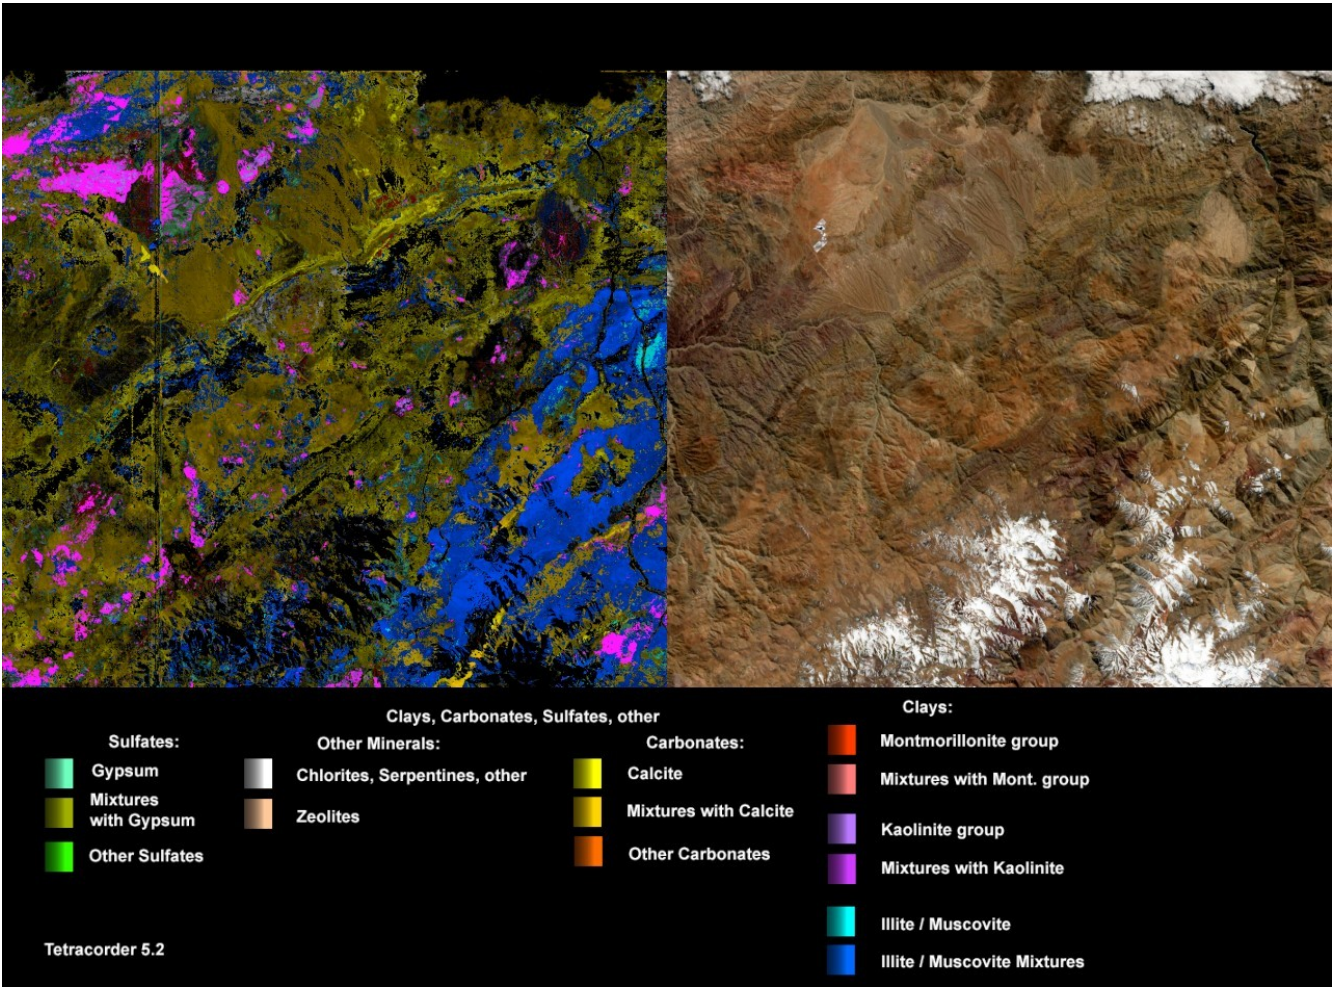 Clays, Carbonates, Sulfates, other
Sulfates:
Gypsum
Mixtures
with Gypsum
Other Sulfates
Other Minerals:
Chlorites, Serpentines, other
Zeolites
Carbonates:
Calcite
Mixtures with Calcite
Other Carbonates
Clays:
Montmorillonite group
Mixtures with Mont. group
Kaolinite group
Mixtures with Kaolinite
Illite / Muscovite
Illite / Muscovite Mixtures
Tetracorder 5.2